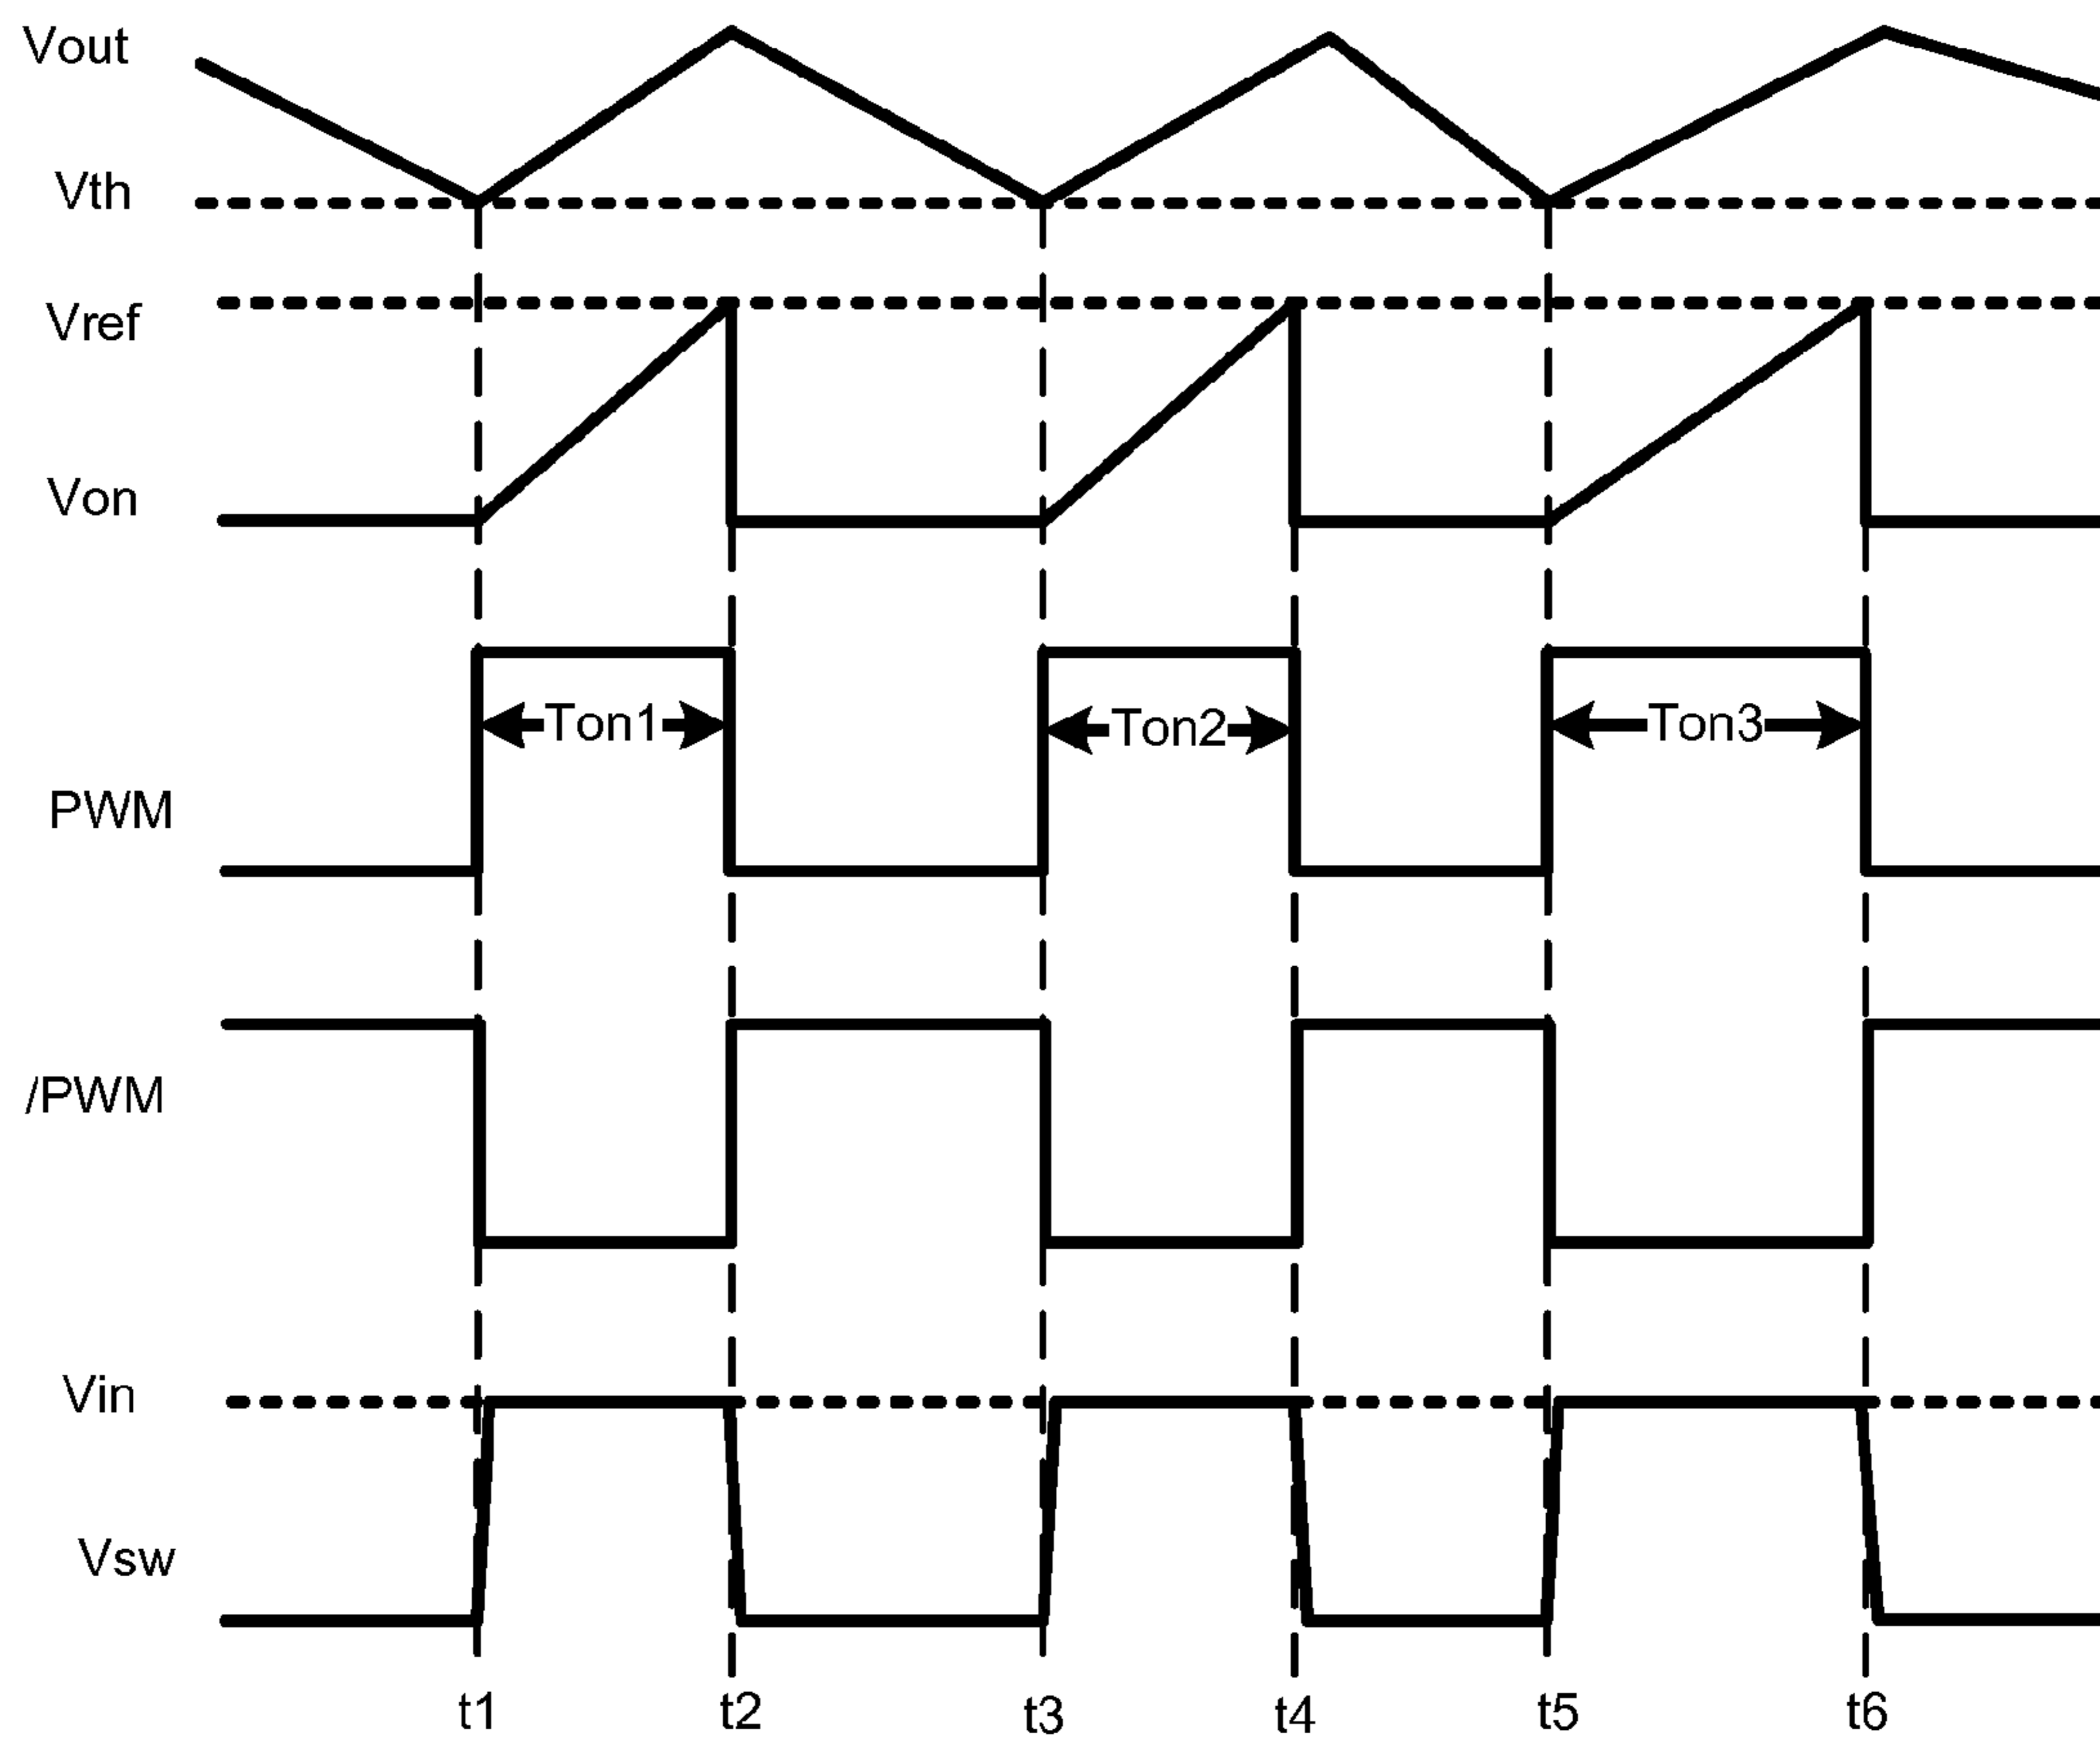 Vout
Vth
Vref
Von
Ton1 Ton2 Ton3
PWM
/PWM
Vin
Vsw
t1 t2 t3 t4 t5 t6